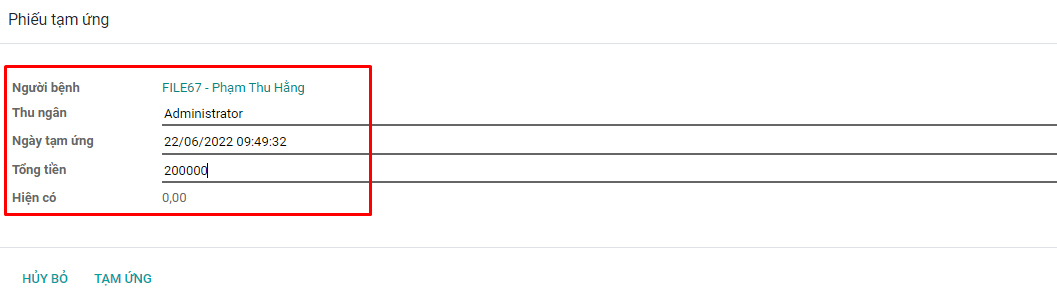 Phiếu tạm ứng
Người bệnh FILE67 - Phạm Thu Hằng
Thu ngân Administrator
Ngày tạm ứng 22/06/2022 09:49:32
Tổng tiền 200000
Hiện có 0,00
HỦY BỎ TẠM ỨNG